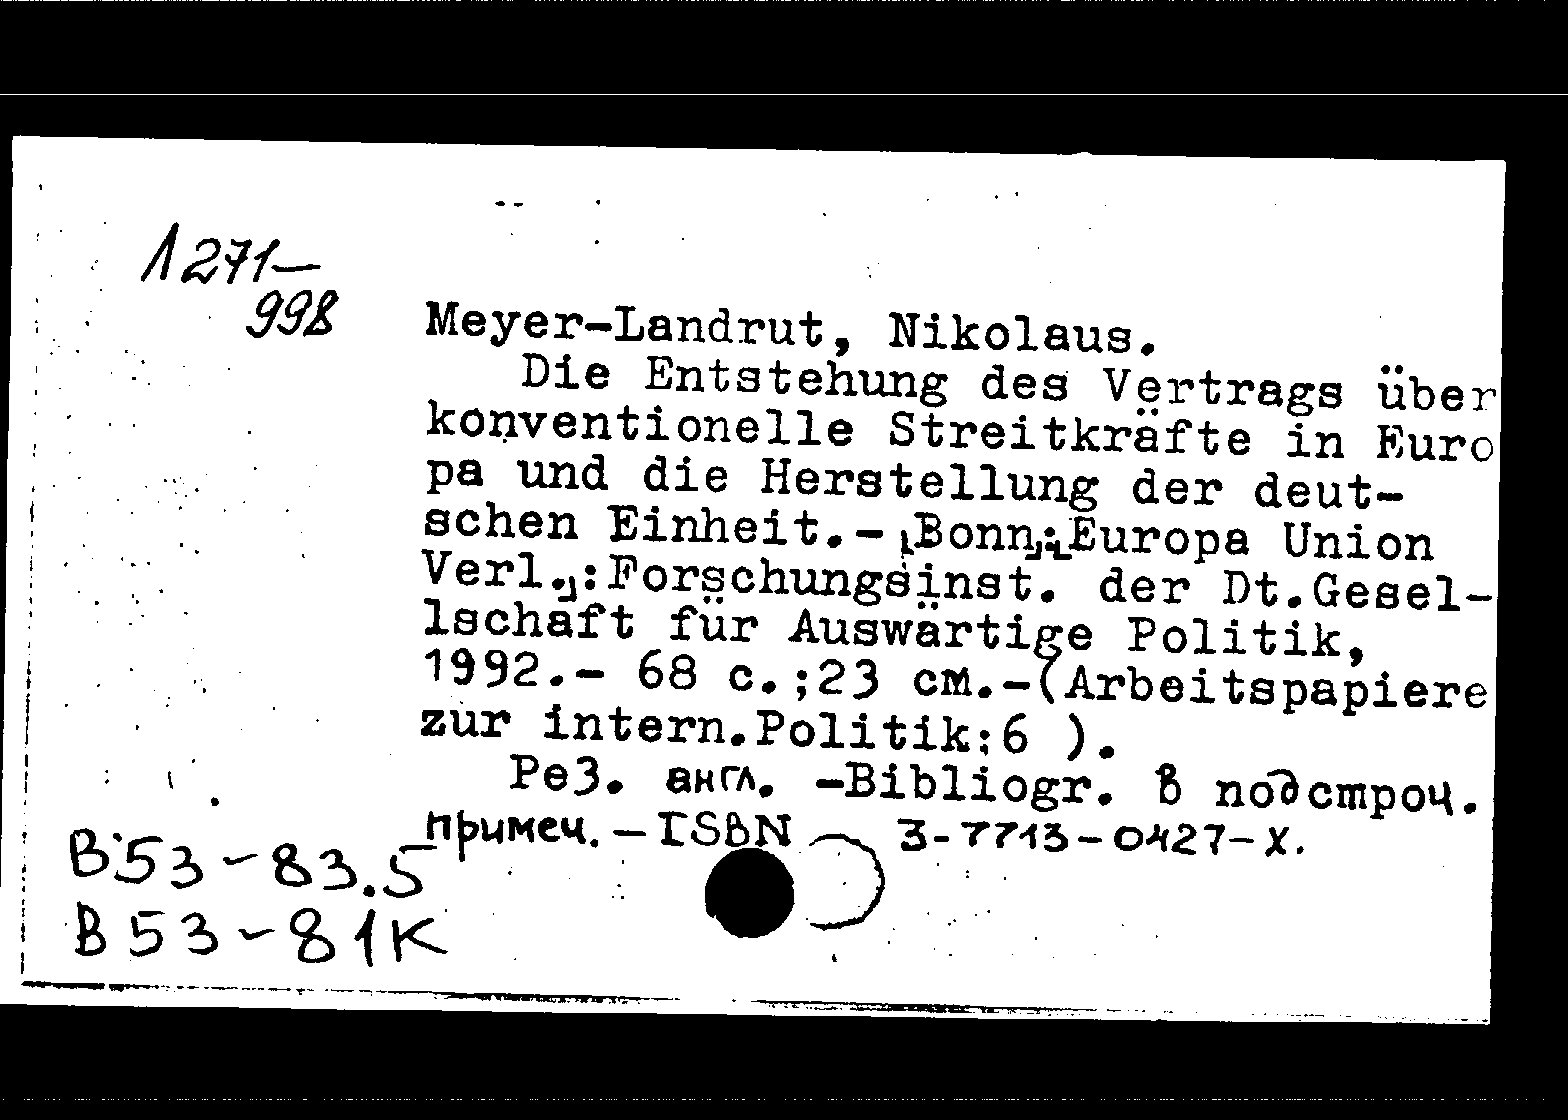 Л 271-
998
Meyer-Landrut, Nikolaus.
Die Entstehung des Vertrags über
konventionelle Streitkräfte in Euro
pa und die Herstellung der deut-
schen Einheit.- [Bonn]:[Europa Union
Verl.]:Forschungsinst. der Dt.Gesel-
lschaft für Auswärtige Politik,
1992.- 68 с.;23 см.-(Arbeitspapiere
zur intern.Politik;6 ).
Рез. англ. -Bibliogr. в подстроч.
примеч. - ISBN 3-7713-0427-X.
В53-83.5
В53-81К